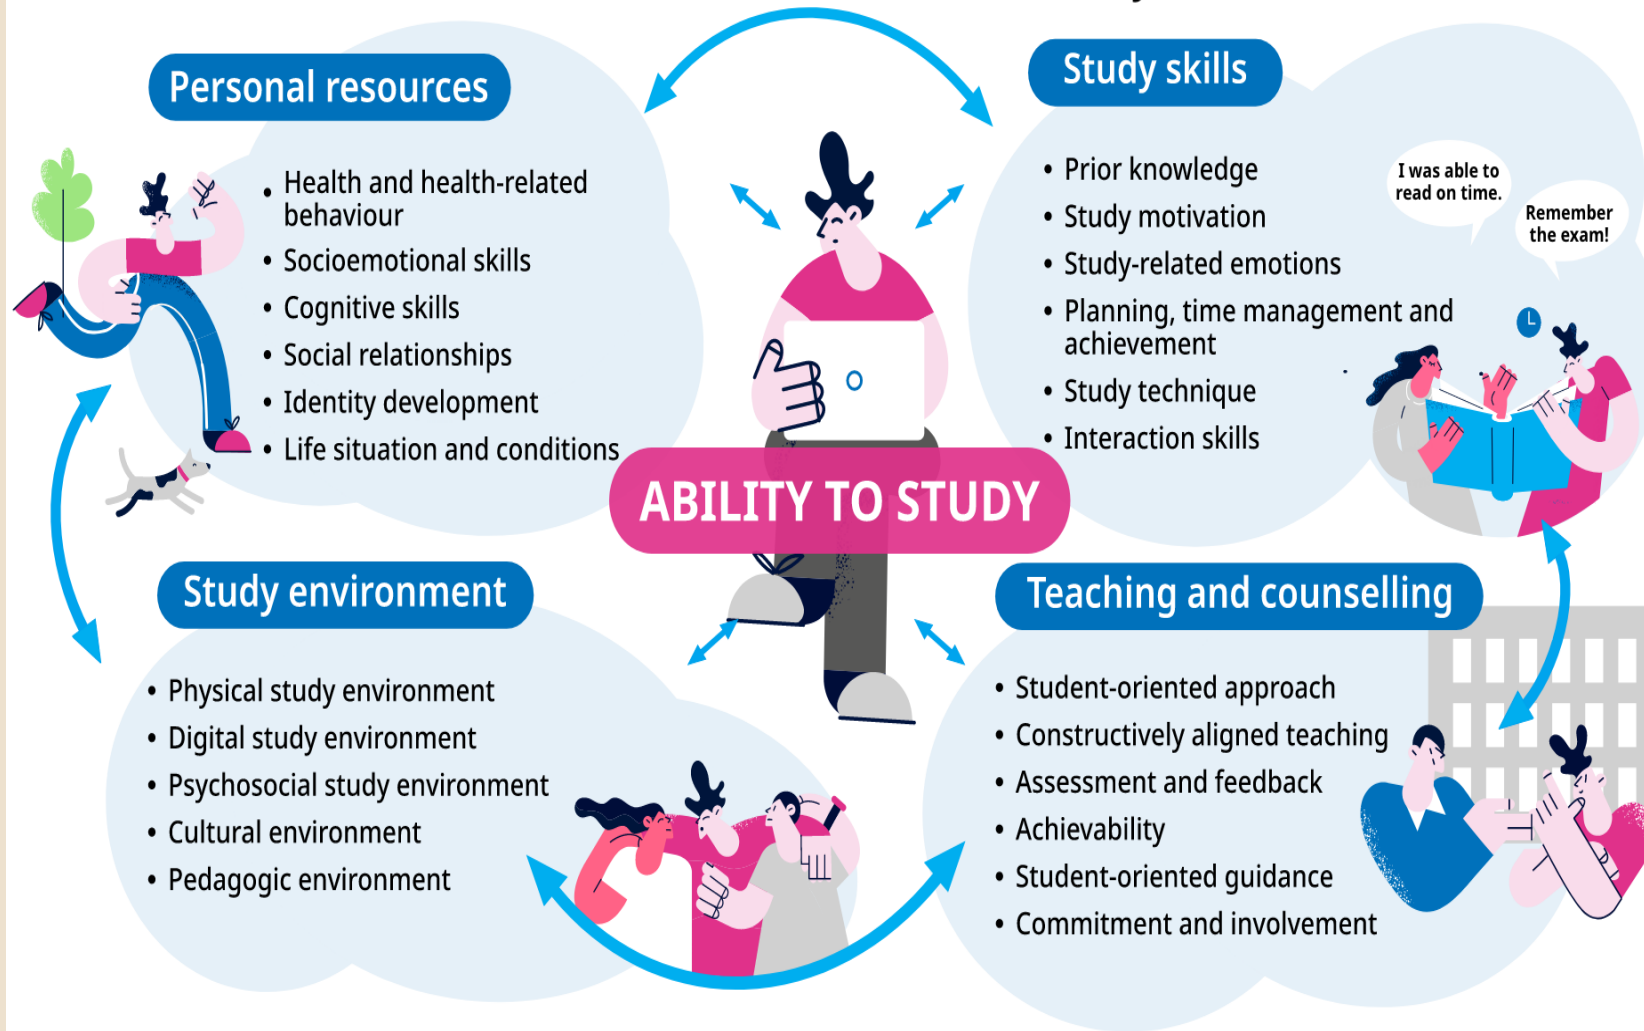 Personal resources
• Health and health-related
behaviour
• Socioemotional skills
• Cognitive skills
• Social relationships
• Identity development
• Life situation and conditions
Study skills
• Prior knowledge
• Study motivation
• Study-related emotions
• Planning, time management and
achievement
• Study technique
• Interaction skills
I was able to
read on time.
Remember
the exam!
ABILITY TO STUDY
Study environment
• Physical study environment
• Digital study environment
• Psychosocial study environment
• Cultural environment
• Pedagogic environment
Teaching and counselling
• Student-oriented approach
• Constructively aligned teaching
• Assessment and feedback
• Achievability
• Student-oriented guidance
• Commitment and involvement